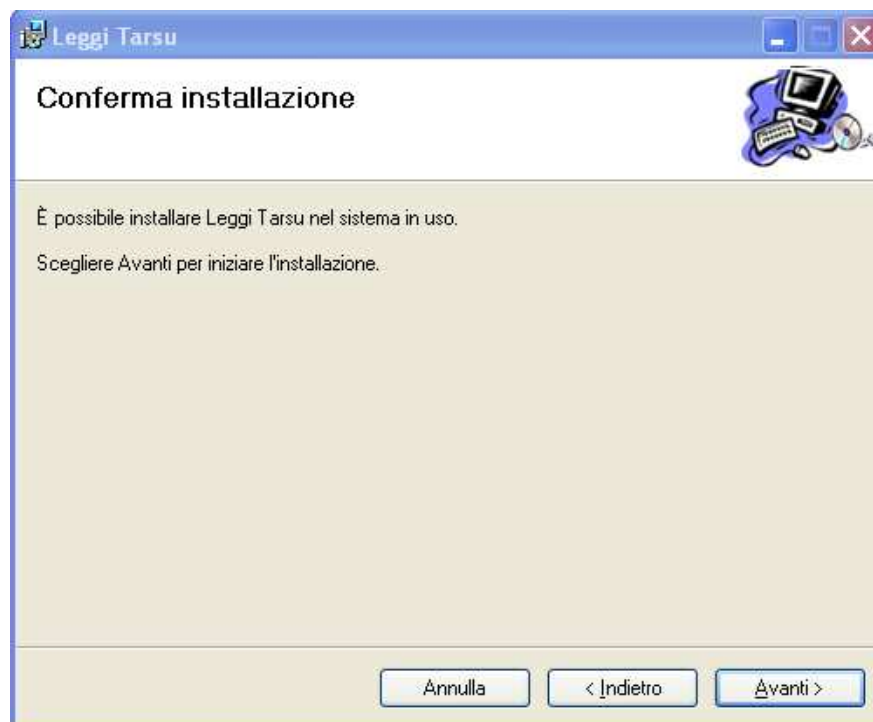 Leggi Tarsu
Conferma installazione
È possibile installare Leggi Tarsu nel sistema in uso.
Scegliere Avanti per iniziare l'installazione.
Annulla
< Indietro
Avanti >